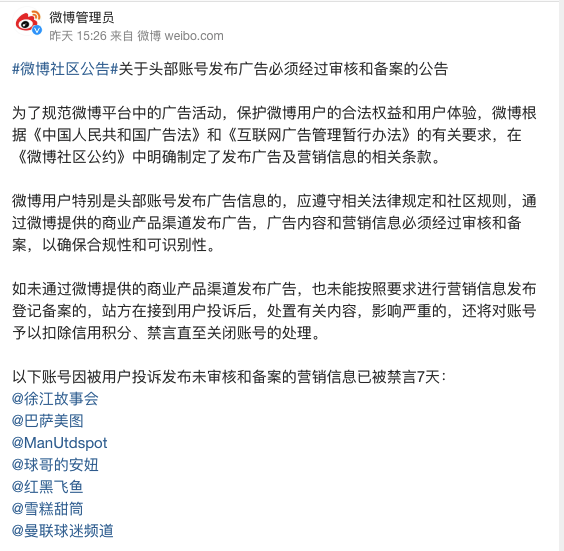 微博管理员
昨天 15:26 来自 微博 weibo.com
#微博社区公告#关于头部账号发布广告必须经过审核和备案的公告
为了规范微博平台中的广告活动，保护微博用户的合法权益和用户体验，微博根
据《中国人民共和国广告法》和《互联网广告管理暂行办法》的有关要求，在
《微博社区公约》中明确制定了发布广告及营销信息的相关条款。
微博用户特别是头部账号发布广告信息的，应遵守相关法律规定和社区规则，通
过微博提供的商业产品渠道发布广告，广告内容和营销信息必须经过审核和备
案，以确保合规性和可识别性。
如未通过微博提供的商业产品渠道发布广告，也未能按照要求进行营销信息发布
登记备案的，站方在接到用户投诉后，处置有关内容，影响严重的，还将对账号
予以扣除信用积分、禁言直至关闭账号的处理。
以下账号因被用户投诉发布未审核和备案的营销信息已被禁言7天：
@徐江故事会
@巴萨美图
@ManUtdspot
@球哥的安妞
@红黑飞鱼
@雪糕甜筒
@曼联球迷频道